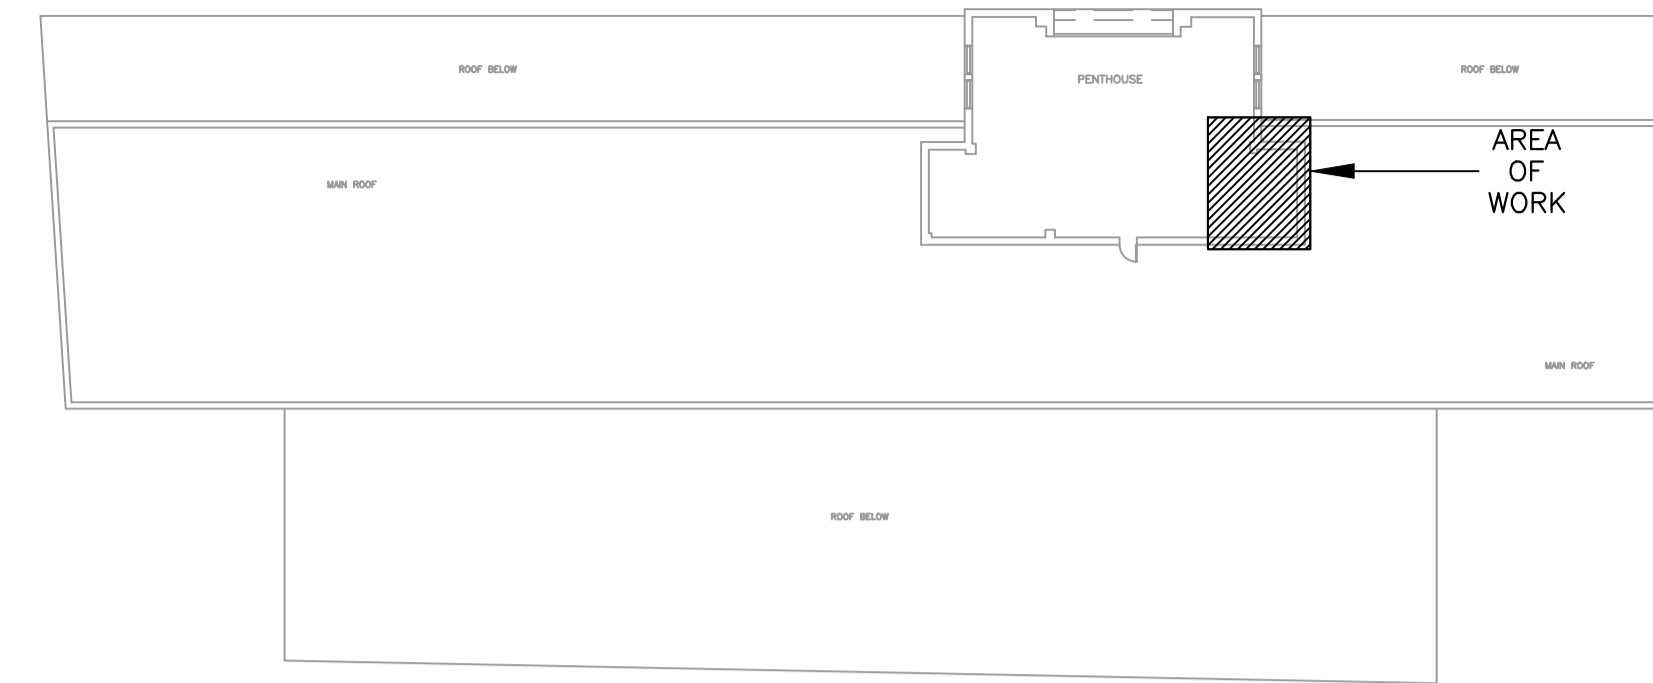 ROOF BELOW
PENTHOUSE
ROOF BELOW
AREA
OF
WORK
MAIN ROOF
MAIN ROOF
ROOF BELOW